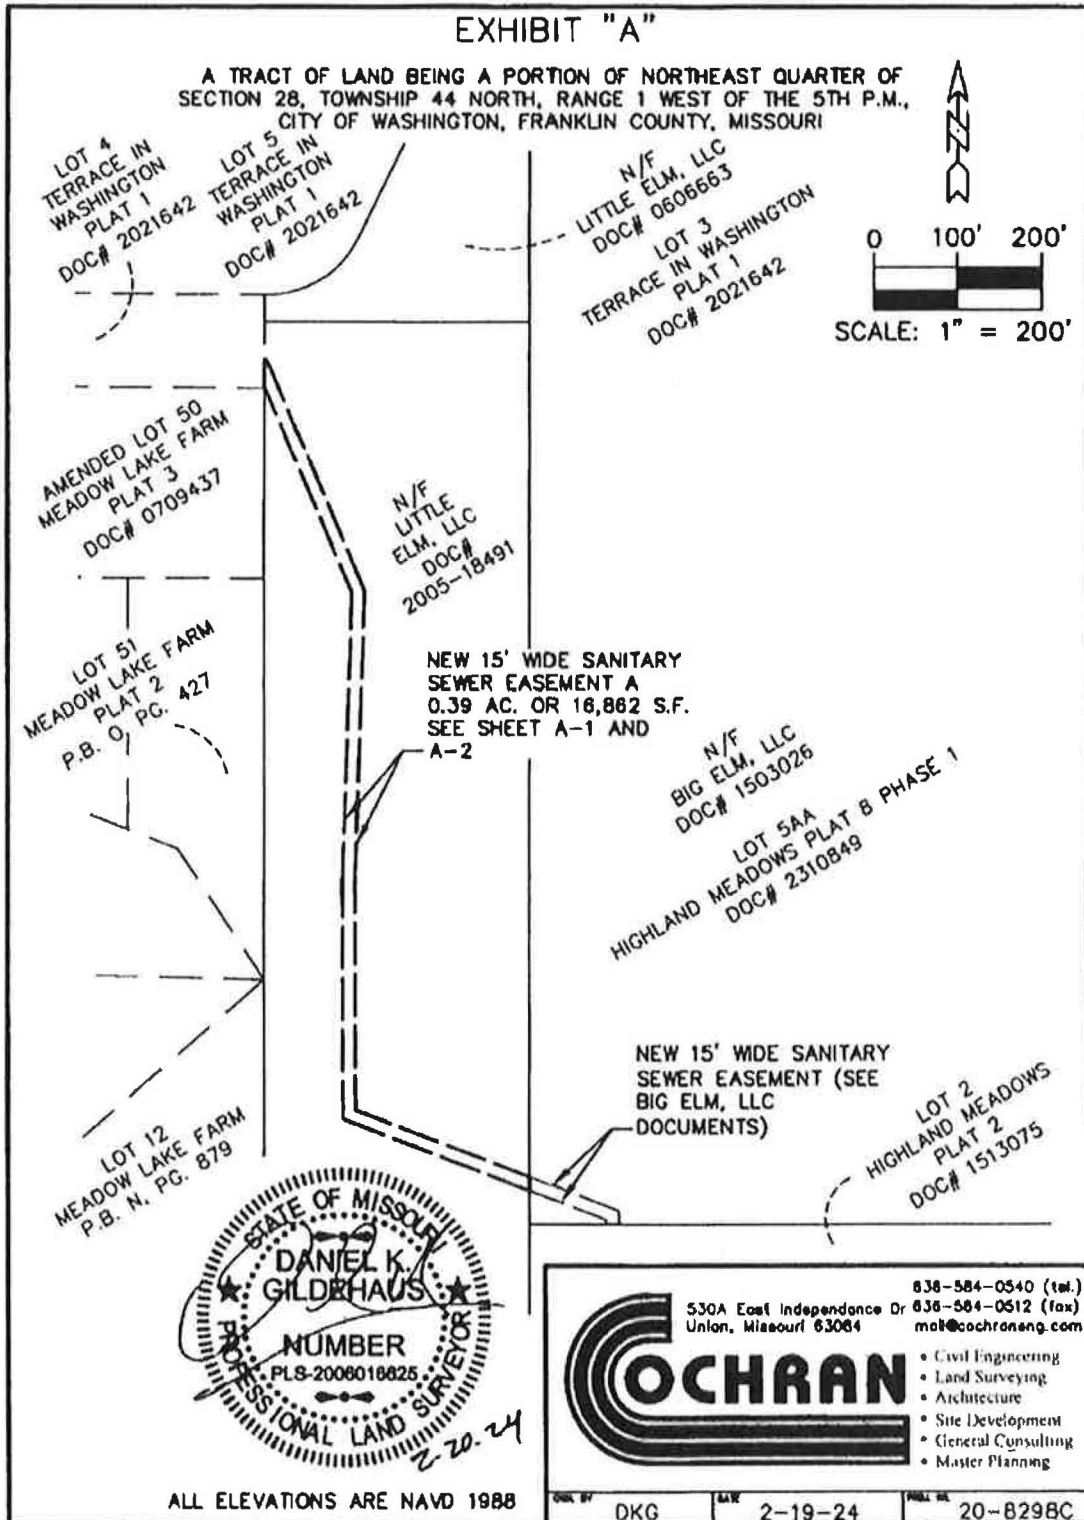 EXHIBIT "A"
A TRACT OF LAND BEING A PORTION OF NORTHEAST QUARTER OF
SECTION 28, TOWNSHIP 44 NORTH, RANGE 1 WEST OF THE 5TH P.M.,
CITY OF WASHINGTON, FRANKLIN COUNTY, MISSOURI
N
0 100' 200'
SCALE: 1" = 200'
LOT 4
TERRACE IN
WASHINGTON
PLAT 1
DOC# 2021642
LOT 5
TERRACE IN
WASHINGTON
PLAT 1
DOC# 2021642
N/F
LITTLE ELM, LLC
DOC# 0606663
LOT 3
TERRACE IN WASHINGTON
PLAT 1
DOC# 2021642
AMENDED LOT 50
MEADOW LAKE FARM
PLAT 3
DOC# 0709437
N/F
LITTLE
ELM, LLC
DOC#
2005-18491
LOT 51
MEADOW LAKE FARM
PLAT 2
P.B. O, PG. 427
NEW 15' WIDE SANITARY
SEWER EASEMENT A
0.39 AC. OR 16,862 S.F.
SEE SHEET A-1 AND
A-2
N/F
BIG ELM, LLC
DOC# 1503026
LOT 5AA
HIGHLAND MEADOWS PLAT 8 PHASE 1
DOC# 2310849
NEW 15' WIDE SANITARY
SEWER EASEMENT (SEE
BIG ELM, LLC
DOCUMENTS)
LOT 2
HIGHLAND MEADOWS
PLAT 2
DOC# 1513075
LOT 12
MEADOW LAKE FARM
P.B. N, PG. 879
STATE OF MISSOURI
DANIEL K.
GILDEHAUS
NUMBER
PLS-2006016625
PROFESSIONAL LAND SURVEYOR
2-20-24
ALL ELEVATIONS ARE NAVD 1988
530A East Independence Dr
Union, Missouri 63084
636-584-0540 (tel.)
636-584-0512 (fax)
mail@cochraneng.com
COCHRAN
• Civil Engineering
• Land Surveying
• Architecture
• Site Development
• General Consulting
• Master Planning
DKG
DATE
2-19-24
20-8298C